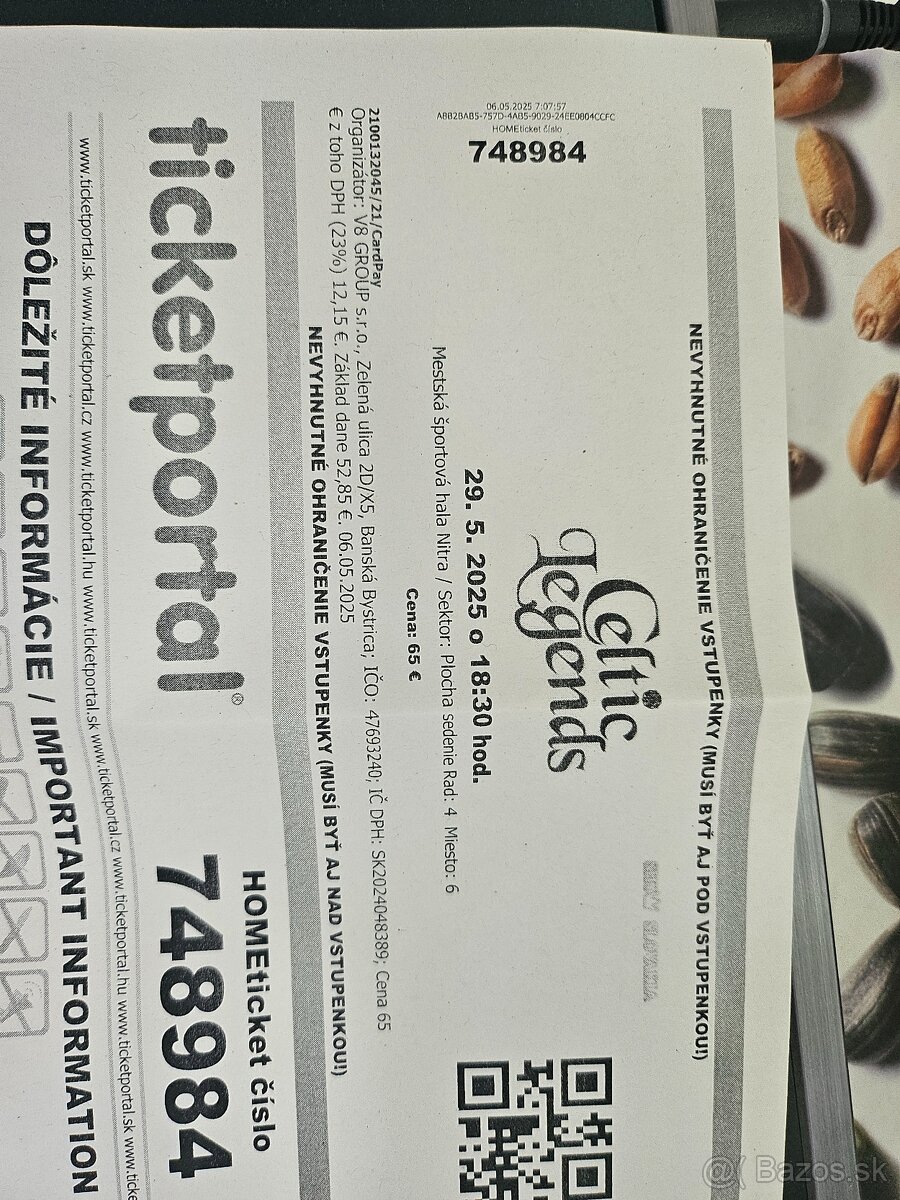 06.05.2025 7:07:57
ABB2BAB5-757D-4AB5-9029-24EE0804CCFC
HOMEticket číslo
748984
NEVYHNUTNÉ OHRANIČENIE VSTUPENKY (MUSÍ BYŤ AJ POD VSTUPENKOU!)
SLOVAKIA
Celtic
Legends
29. 5. 2025 o 18:30 hod.
Mestská športová hala Nitra / Sektor: Plocha sedenie Rad: 4 Miesto: 6
Cena: 65 €
2100132045/21/CardPay
Organizátor: V8 GROUP s.r.o., Zelená ulica 2D/X5, Banská Bystrica; IČO: 47693240; IČ DPH: SK2024048389; Cena 65
€ z toho DPH (23%) 12,15 €. Základ dane 52,85 €. 06.05.2025
NEVYHNUTNÉ OHRANIČENIE VSTUPENKY (MUSÍ BYŤ AJ NAD VSTUPENKOU!)
HOMEticket číslo
ticketportal® 748984
www.ticketportal.sk www.ticketportal.cz www.ticketportal.hu www.ticketportal.sk www.ticketportal.cz www.ticketportal.hu www.ticketportal.sk www.ticke
DÔLEŽITÉ INFORMÁCIE / IMPORTANT INFORMATION
Bazos.sk